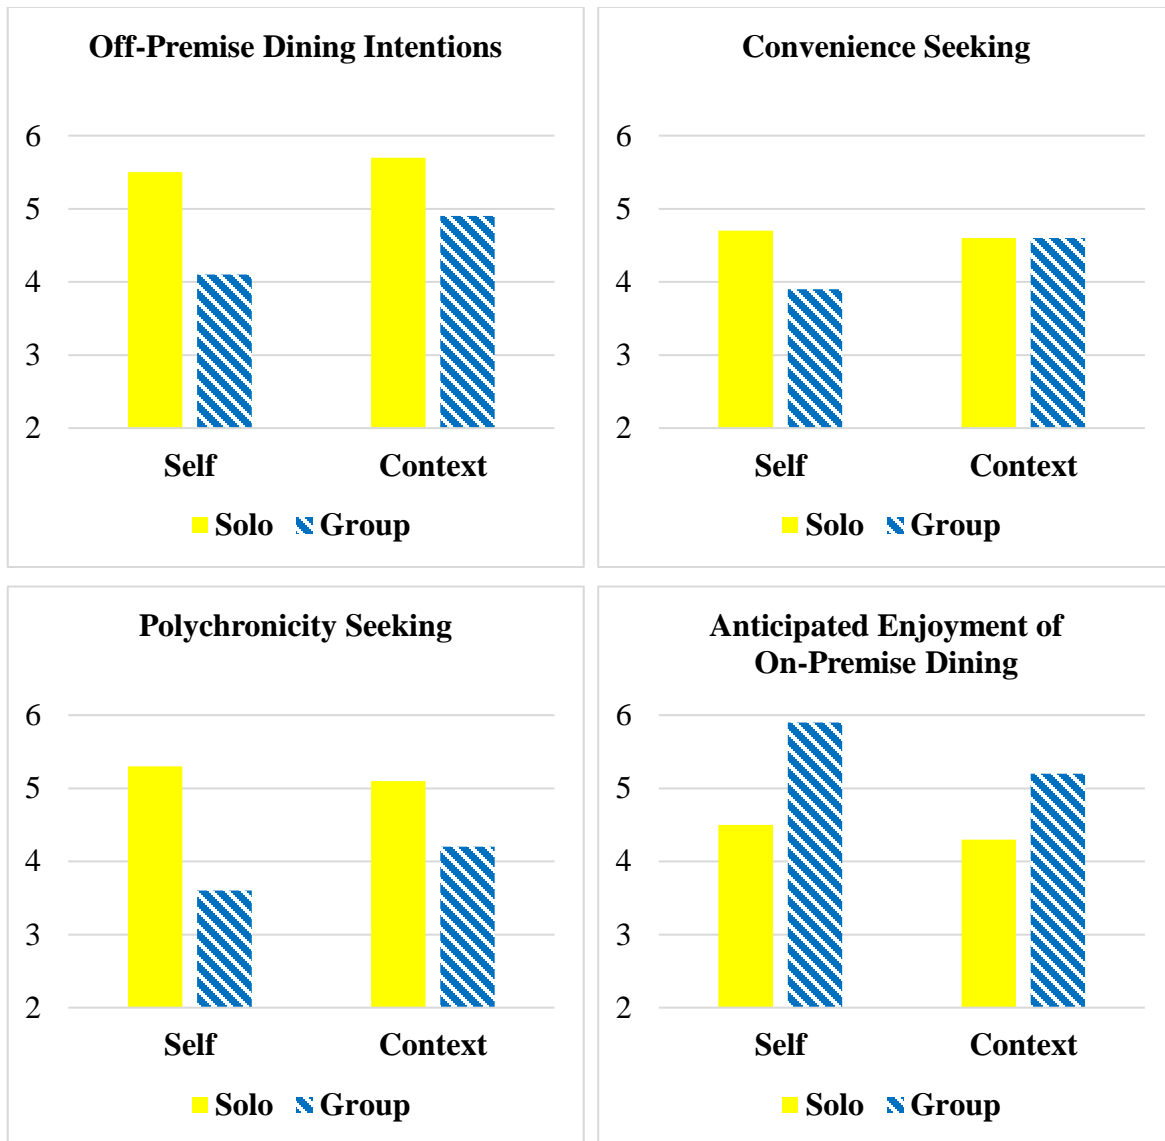 Off-Premise Dining Intentions
6
5
4
3
2
Self Context
Solo Group
Convenience Seeking
6
5
4
3
2
Self Context
Solo Group
Polychronicity Seeking
6
5
4
3
2
Self Context
Solo Group
Anticipated Enjoyment of
On-Premise Dining
6
5
4
3
2
Self Context
Solo Group